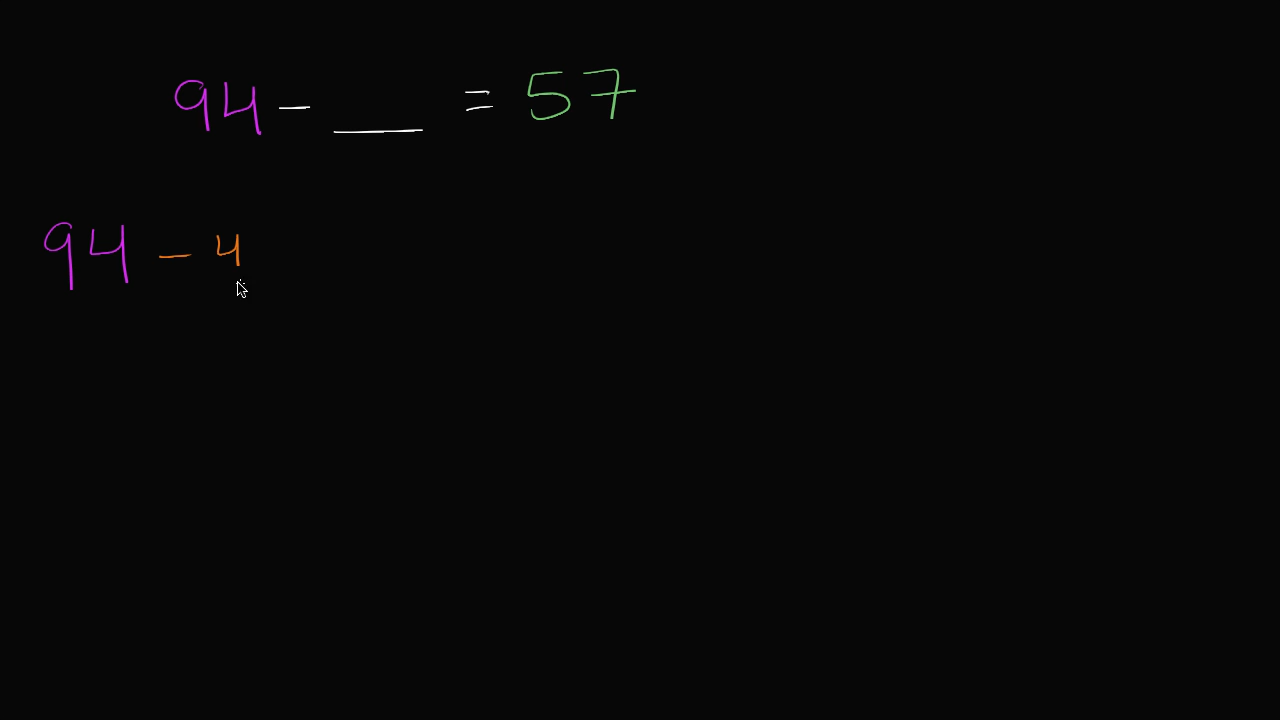 94 - ___ = 57
94 - 4